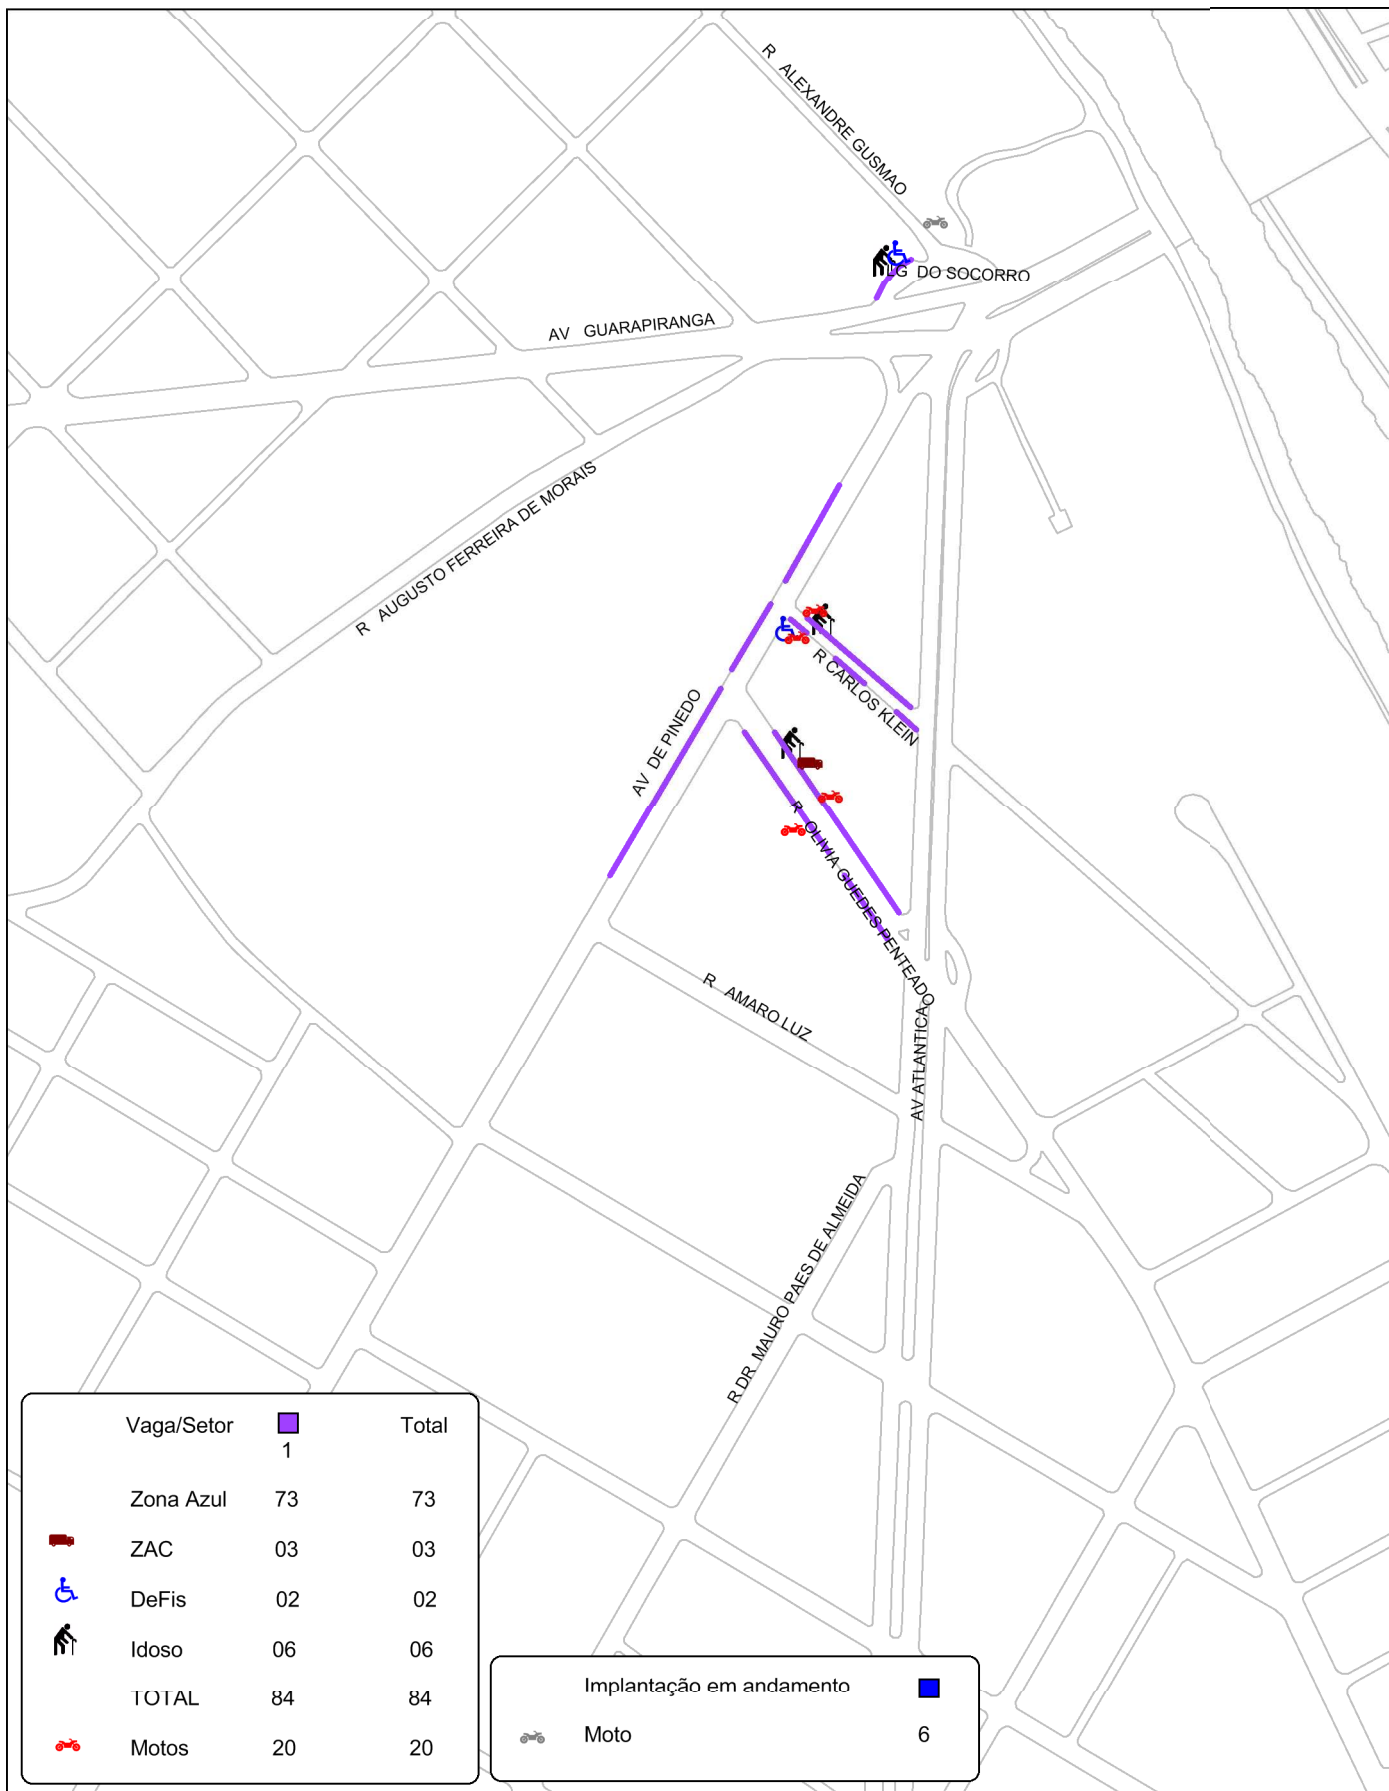 R ALEXANDRE GUSMAO
LG DO SOCORRO
AV GUARAPIRANGA
R AUGUSTO FERREIRA DE MORAIS
R CARLOS KLEIN
AV DE PINEDO
R OLIVIA GUEDES PENTEADO
R AMARO LUZ
AV ATLANTICA
R DR MAURO PAES DE ALMEIDA
Vaga/Setor Total
1
Zona Azul 73 73
ZAC 03 03
DeFis 02 02
Idoso 06 06
TOTAL 84 84
Motos 20 20
Implantação em andamento
Moto 6